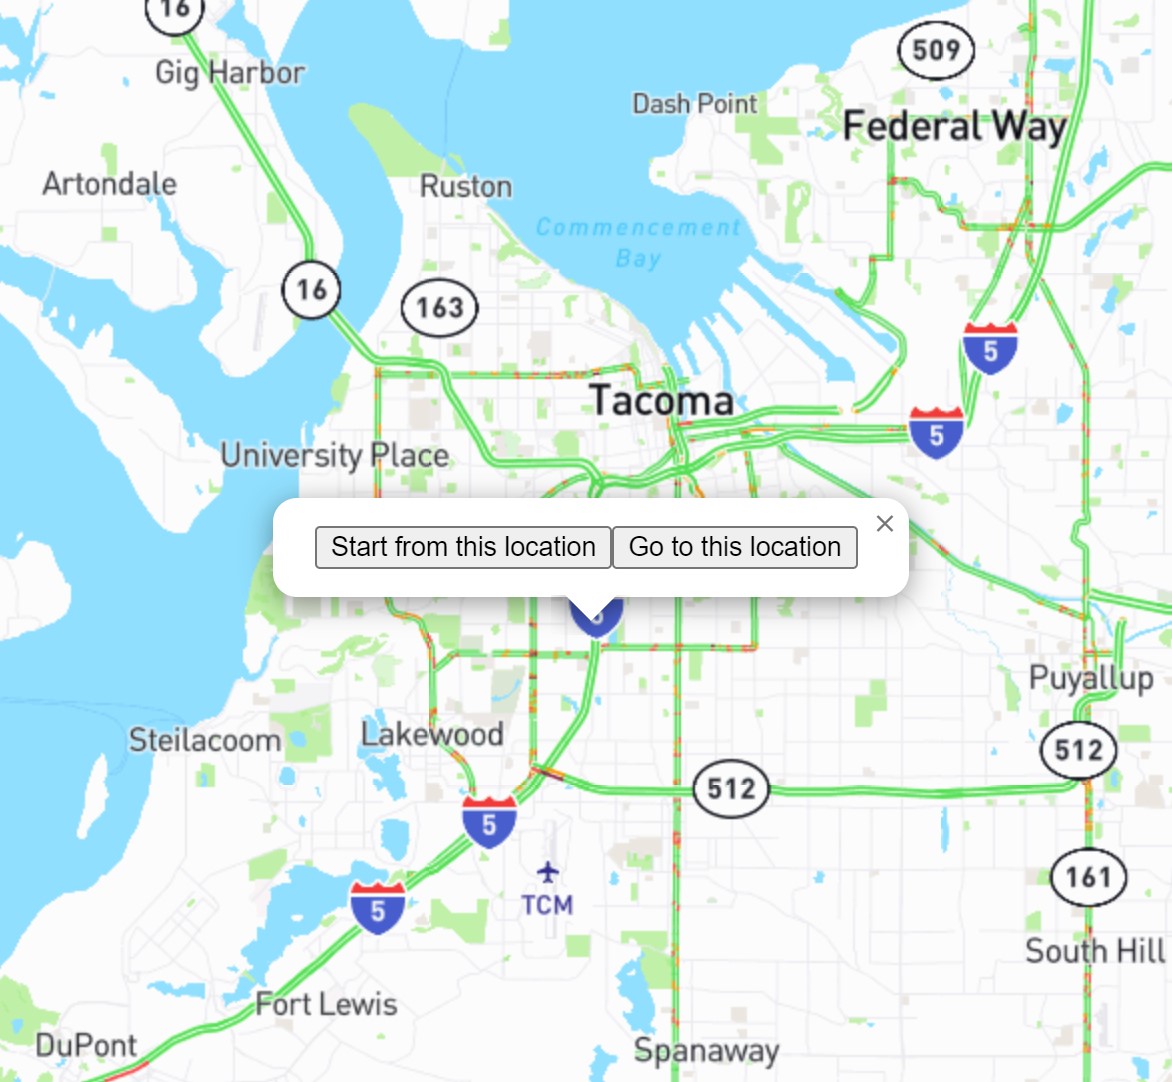 16
Gig Harbor
509
Dash Point
Federal Way
Artondale
Ruston
Commencement
Bay
16
163
5
Tacoma
5
University Place
Start from this location
Go to this location
Puyallup
Steilacoom
Lakewood
512
512
5
TCM
161
5
South Hill
Fort Lewis
DuPont
Spanaway